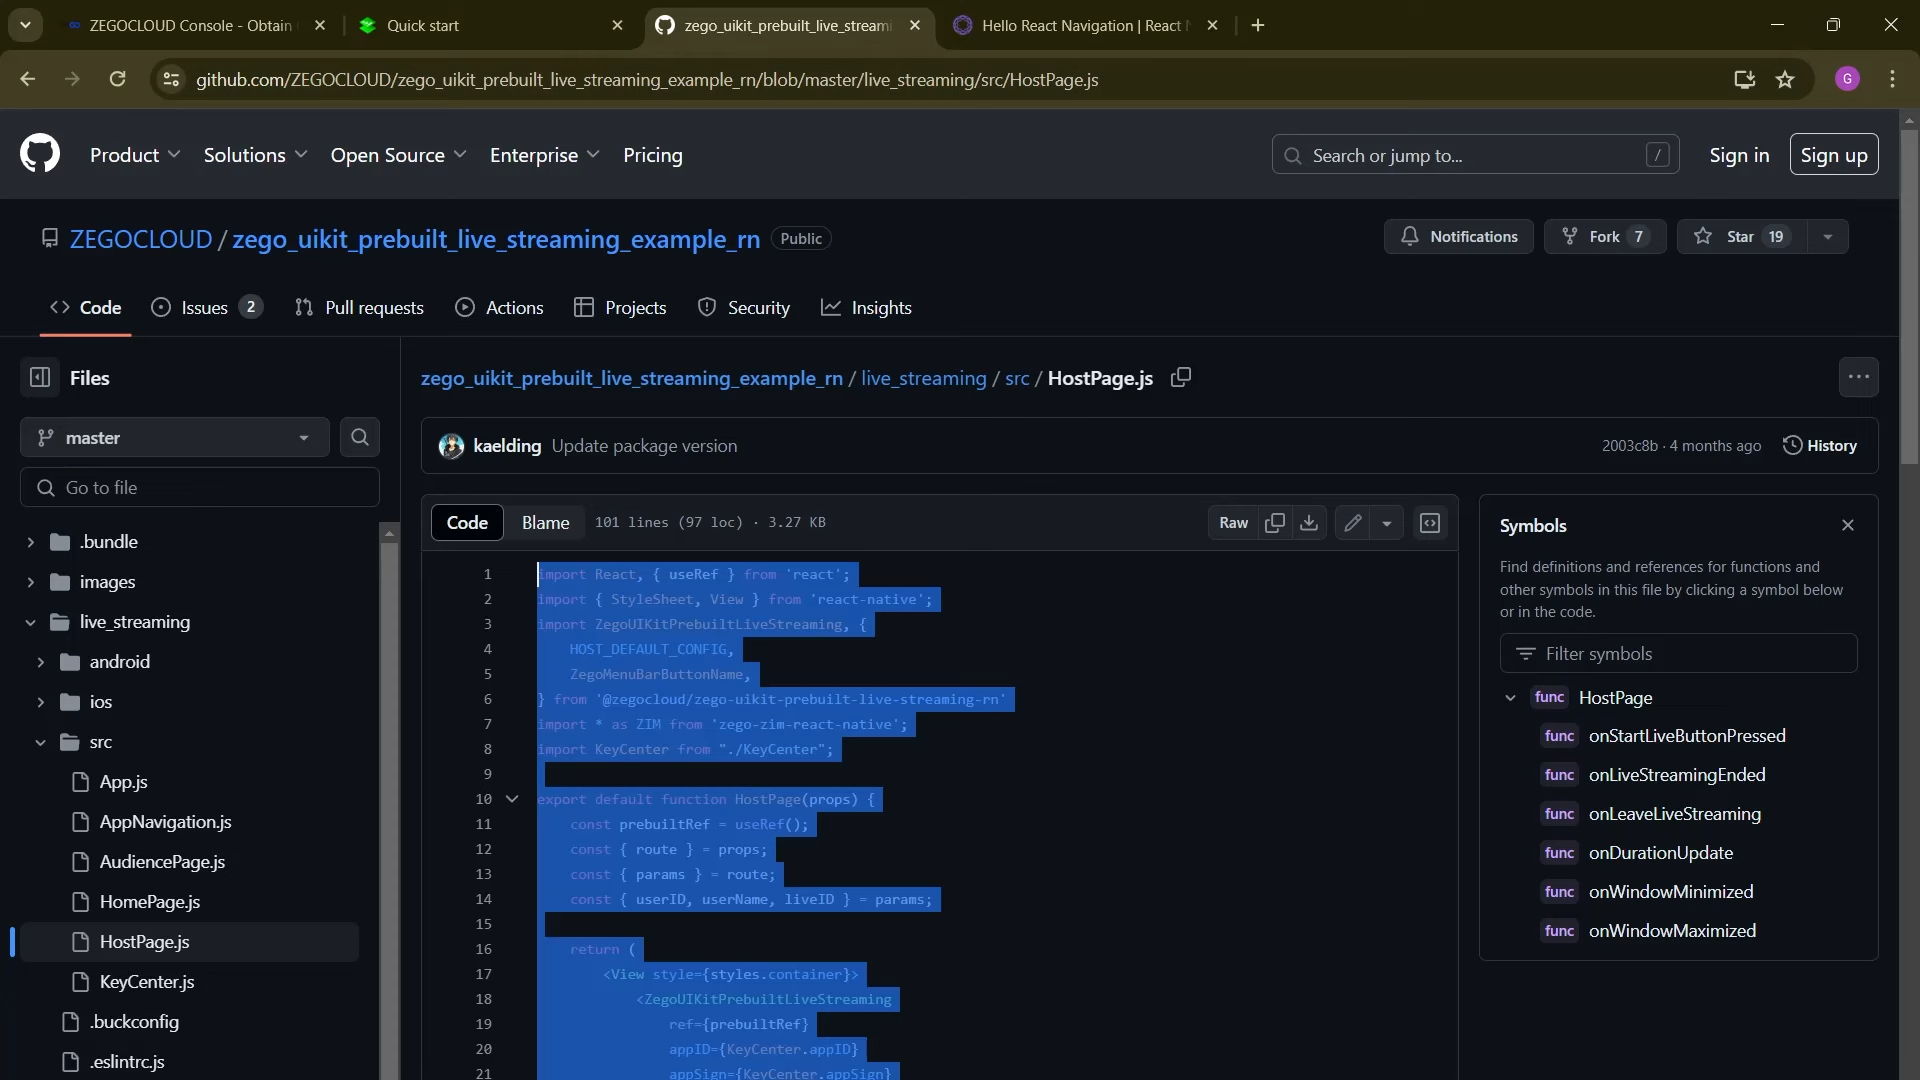 ZEGOCLOUD Console - Obtain
Quick start
zego_uikit_prebuilt_live_streami
Hello React Navigation | React N
github.com/ZEGOCLOUD/zego_uikit_prebuilt_live_streaming_example_rn/blob/master/live_streaming/src/HostPage.js
G
Product
Solutions
Open Source
Enterprise
Pricing
Search or jump to...
/
Sign in
Sign up
ZEGOCLOUD / zego_uikit_prebuilt_live_streaming_example_rn Public
Notifications
Fork 7
Star 19
Code
Issues 2
Pull requests
Actions
Projects
Security
Insights
Files
master
Go to file
.bundle
images
live_streaming
android
ios
src
App.js
AppNavigation.js
AudiencePage.js
HomePage.js
HostPage.js
KeyCenter.js
.buckconfig
.eslintrc.js
zego_uikit_prebuilt_live_streaming_example_rn / live_streaming / src / HostPage.js
kaelding Update package version
2003c8b · 4 months ago
History
Code Blame 101 lines (97 loc) · 3.27 KB
Raw
1 import React, { useRef } from 'react';
2 import { StyleSheet, View } from 'react-native';
3 import ZegoUIKitPrebuiltLiveStreaming, {
4 HOST_DEFAULT_CONFIG,
5 ZegoMenuBarButtonName,
6 } from '@zegocloud/zego-uikit-prebuilt-live-streaming-rn'
7 import * as ZIM from 'zego-zim-react-native';
8 import KeyCenter from "./KeyCenter";
9
10 export default function HostPage(props) {
11 const prebuiltRef = useRef();
12 const { route } = props;
13 const { params } = route;
14 const { userID, userName, liveID } = params;
15
16 return (
17 <View style={styles.container}>
18 <ZegoUIKitPrebuiltLiveStreaming
19 ref={prebuiltRef}
20 appID={KeyCenter.appID}
21 appSign={KeyCenter.appSign}
Symbols
Find definitions and references for functions and
other symbols in this file by clicking a symbol below
or in the code.
Filter symbols
func HostPage
func onStartLiveButtonPressed
func onLiveStreamingEnded
func onLeaveLiveStreaming
func onDurationUpdate
func onWindowMinimized
func onWindowMaximized